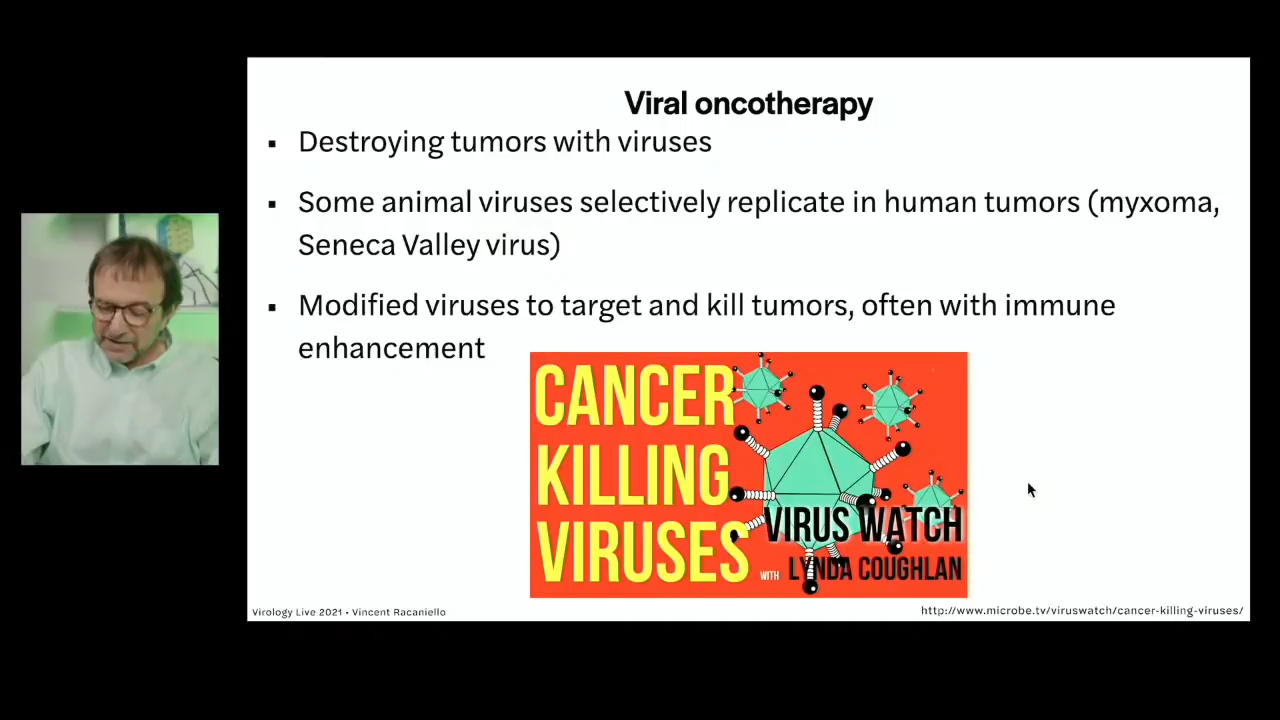 Viral oncotherapy
▪ Destroying tumors with viruses
▪ Some animal viruses selectively replicate in human tumors (myxoma,
Seneca Valley virus)
▪ Modified viruses to target and kill tumors, often with immune
enhancement
CANCER
KILLING
VIRUSES
VIRUS WATCH
WITH LYNDA COUGHLAN
Virology Live 2021 • Vincent Racaniello
http://www.microbe.tv/viruswatch/cancer-killing-viruses/